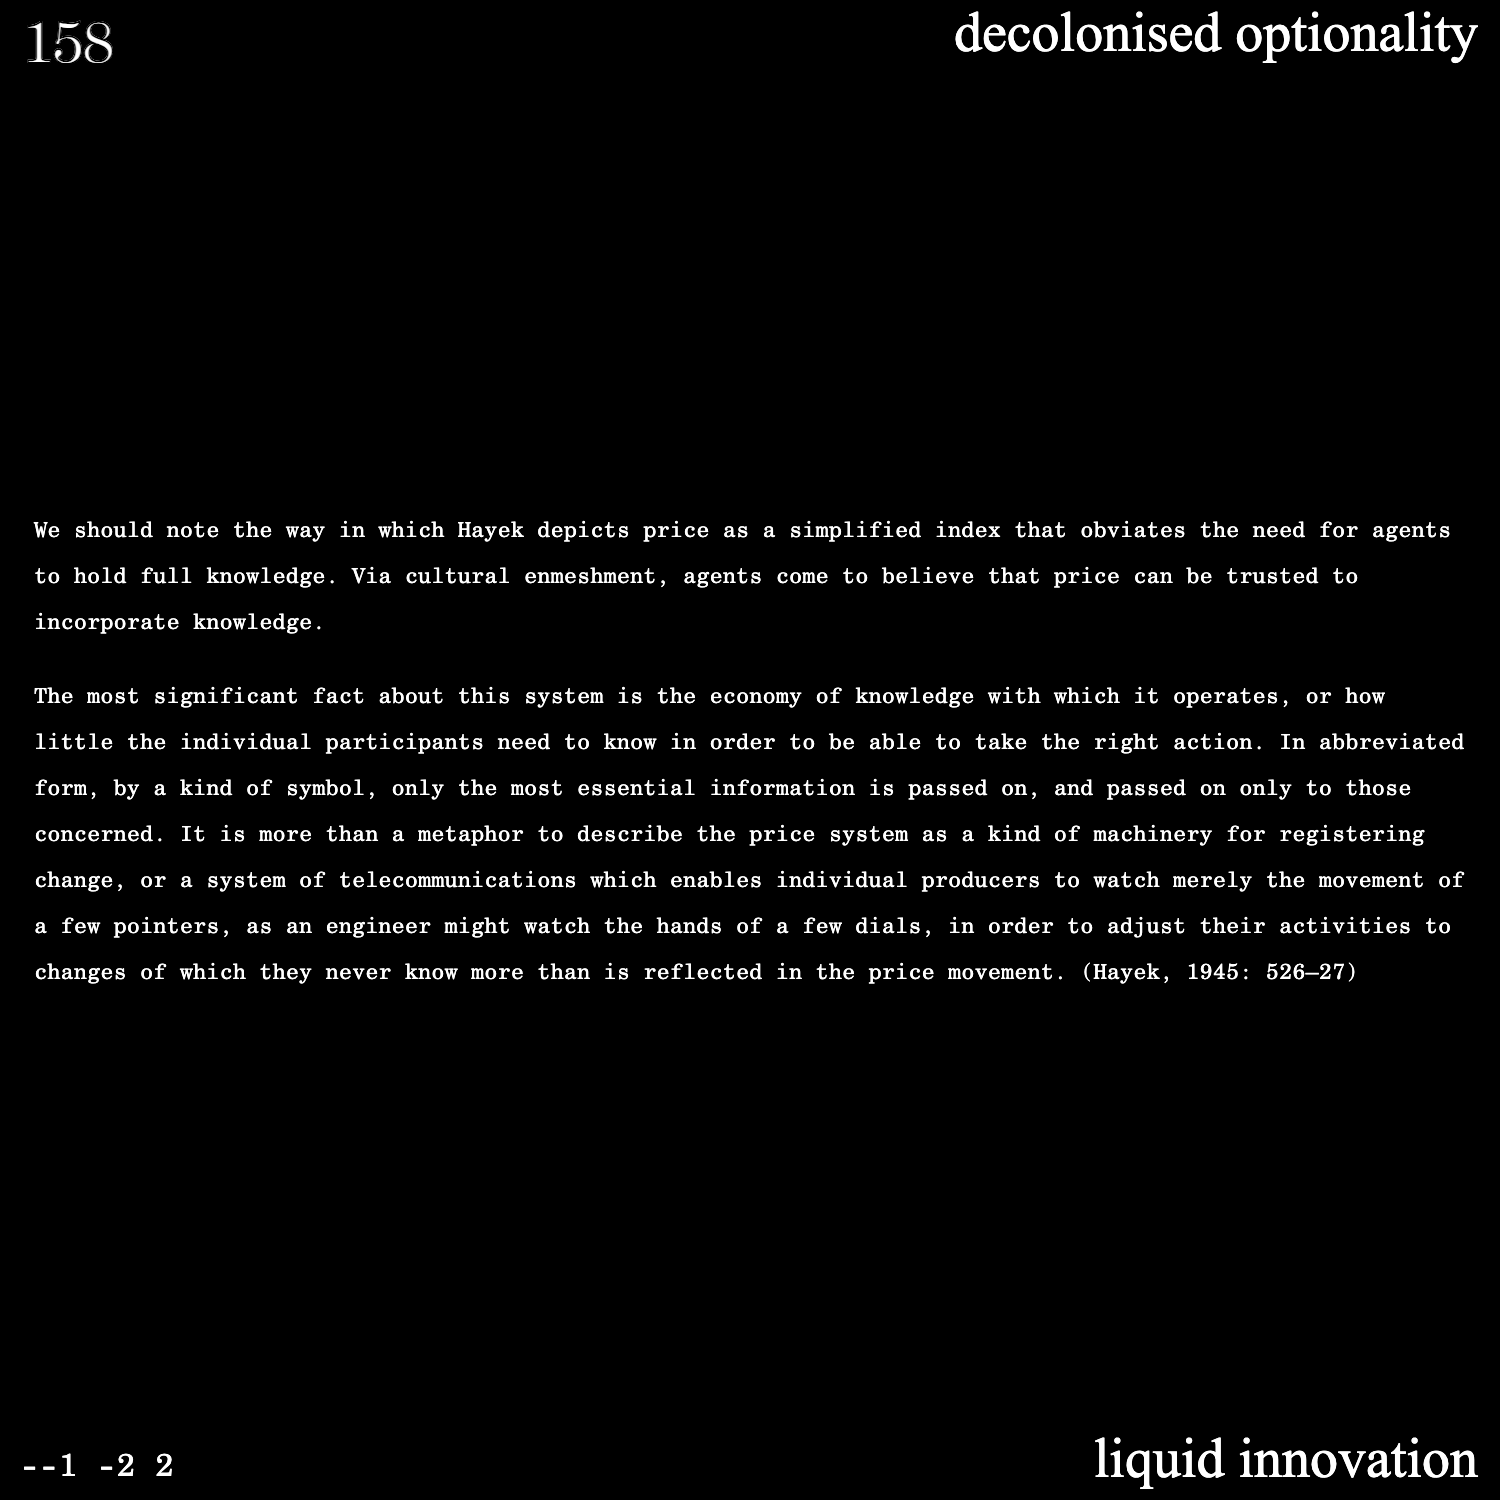 158
decolonised optionality
We should note the way in which Hayek depicts price as a simplified index that obviates the need for agents
to hold full knowledge. Via cultural enmeshment, agents come to believe that price can be trusted to
incorporate knowledge.
The most significant fact about this system is the economy of knowledge with which it operates, or how
little the individual participants need to know in order to be able to take the right action. In abbreviated
form, by a kind of symbol, only the most essential information is passed on, and passed on only to those
concerned. It is more than a metaphor to describe the price system as a kind of machinery for registering
change, or a system of telecommunications which enables individual producers to watch merely the movement of
a few pointers, as an engineer might watch the hands of a few dials, in order to adjust their activities to
changes of which they never know more than is reflected in the price movement. (Hayek, 1945: 526–27)
--1 -2 2
liquid innovation